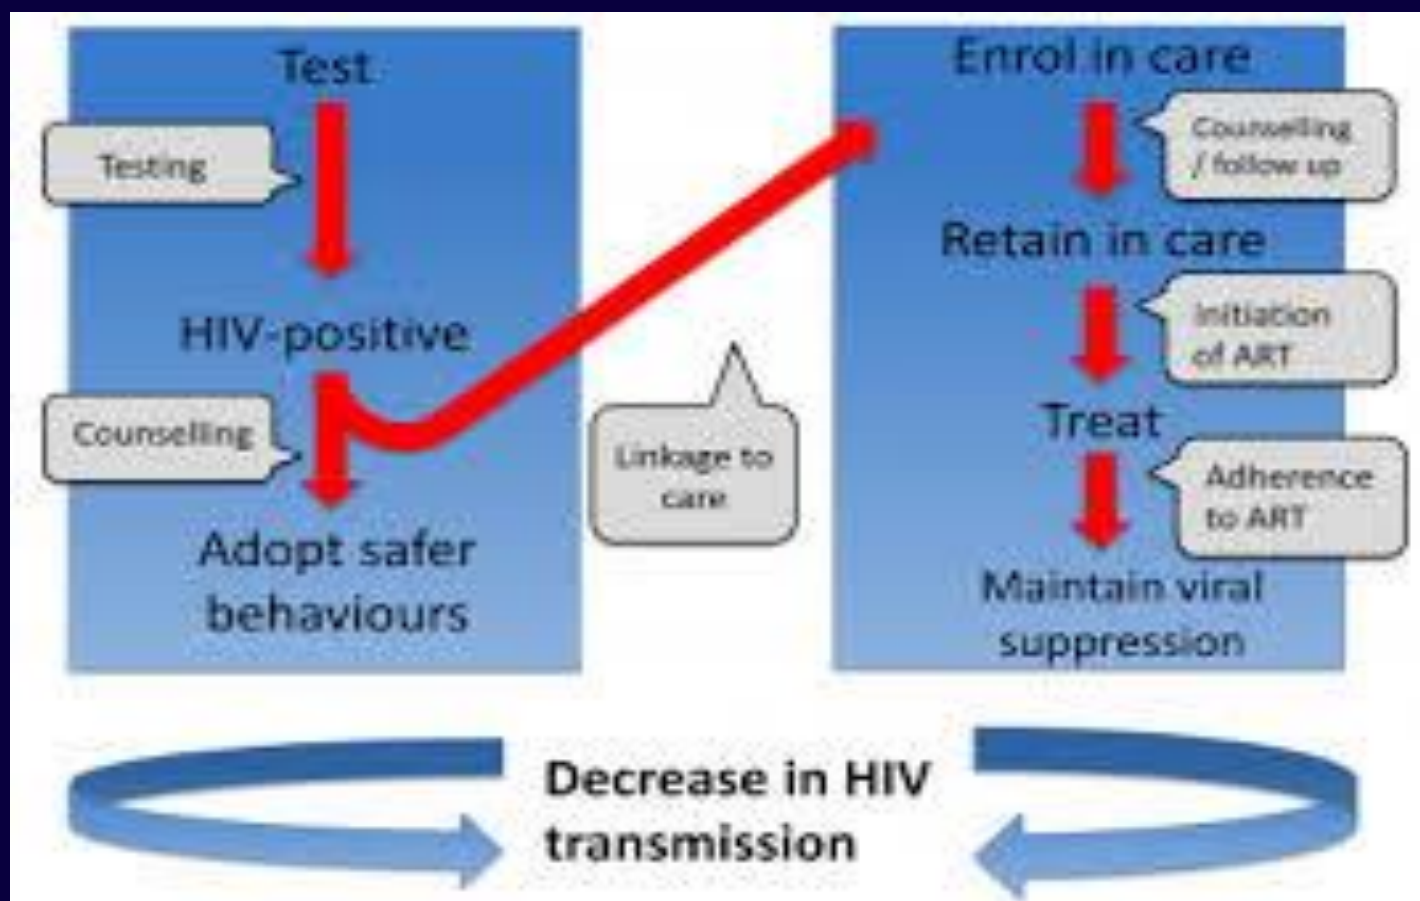 Test
Testing
HIV-positive
Counselling
Adopt safer
behaviours
Linkage to
care
Enrol in care
Counselling
/ follow up
Retain in care
Initiation
of ART
Treat
Adherence
to ART
Maintain viral
suppression
Decrease in HIV
transmission